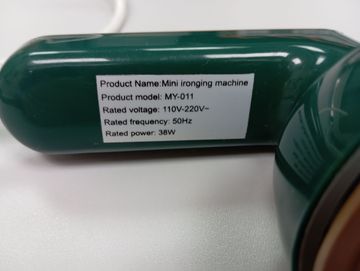 Product Name:Mini ironging machine
Product model: MY-011
Rated voltage: 110V-220V~
Rated frequency: 50Hz
Rated power: 38W